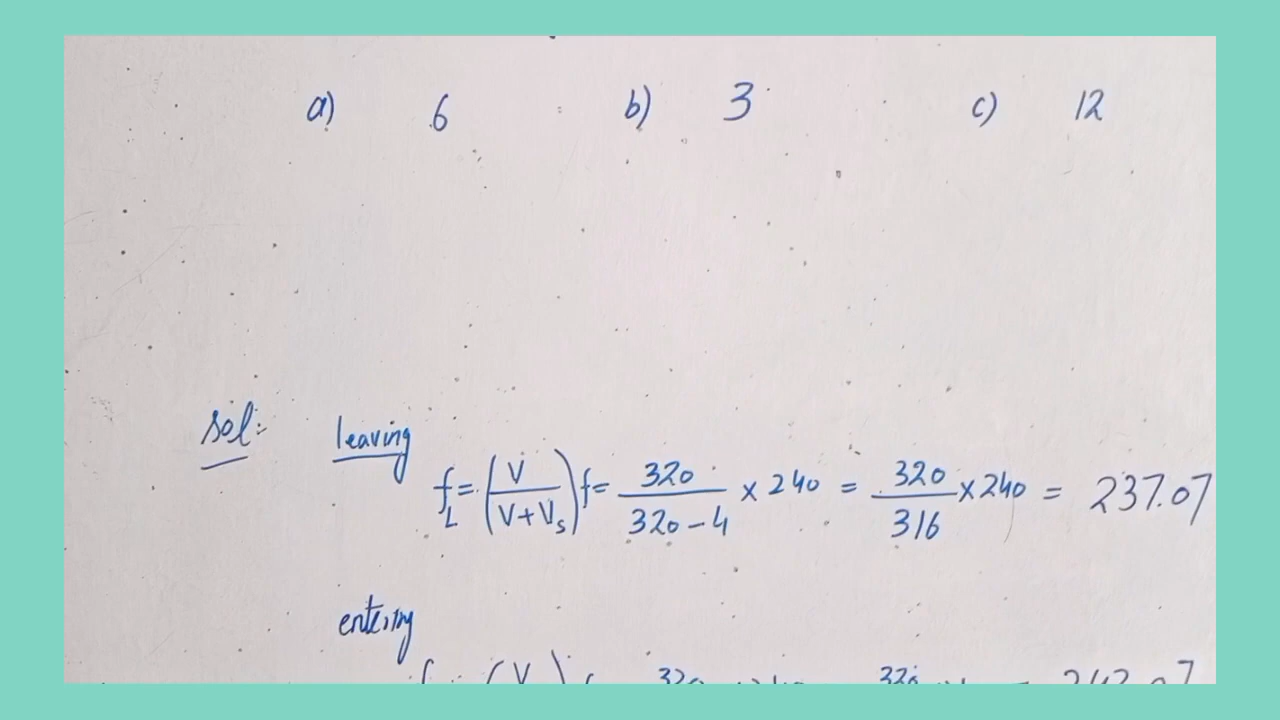 a) 6 b) 3 c) 12
sol:
leaving
f_L = (V / V+V_s) f = 320 / 320-4 × 240 = 320 / 316 × 240 = 237.07
entering